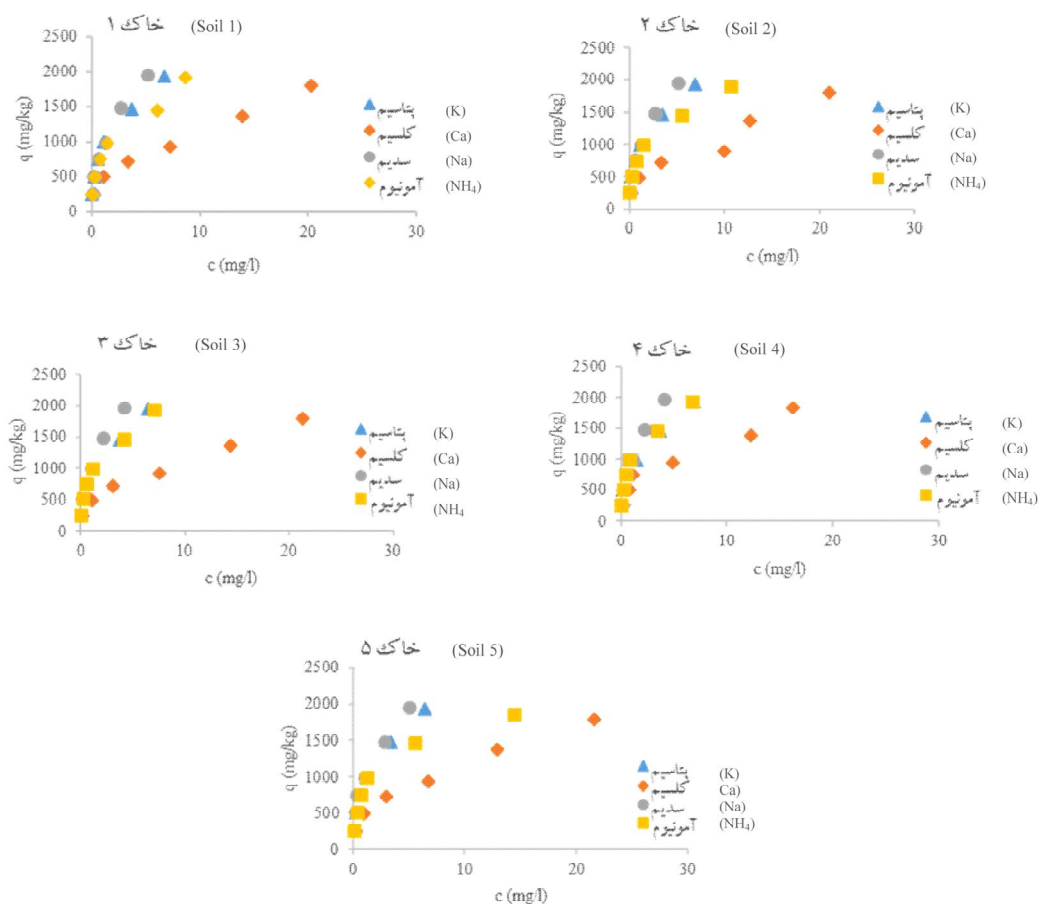 خاک ۱ (Soil 1)
q (mg/kg)
2500
2000
1500
1000
500
0
0 10 20 30
c (mg/l)
پتاسیم (K)
کلسیم (Ca)
سدیم (Na)
آمونیوم (NH₄)
خاک ۲ (Soil 2)
q (mg/kg)
2500
2000
1500
1000
500
0
0 10 20 30
c (mg/l)
پتاسیم (K)
کلسیم (Ca)
سدیم (Na)
آمونیوم (NH₄)
خاک ۳ (Soil 3)
q (mg/kg)
2500
2000
1500
1000
500
0
0 10 20 30
c (mg/l)
پتاسیم (K)
کلسیم (Ca)
سدیم (Na)
آمونیوم (NH₄
خاک ۴ (Soil 4)
q (mg/kg)
2500
2000
1500
1000
500
0
0 10 20 30
c (mg/l)
پتاسیم (K)
کلسیم (Ca)
سدیم (Na)
آمونیوم (NH₄)
خاک ۵ (Soil 5)
q (mg/kg)
2500
2000
1500
1000
500
0
0 10 20 30
c (mg/l)
پتاسیم (K)
کلسیم Ca)
سدیم (Na)
آمونیوم (NH₄)